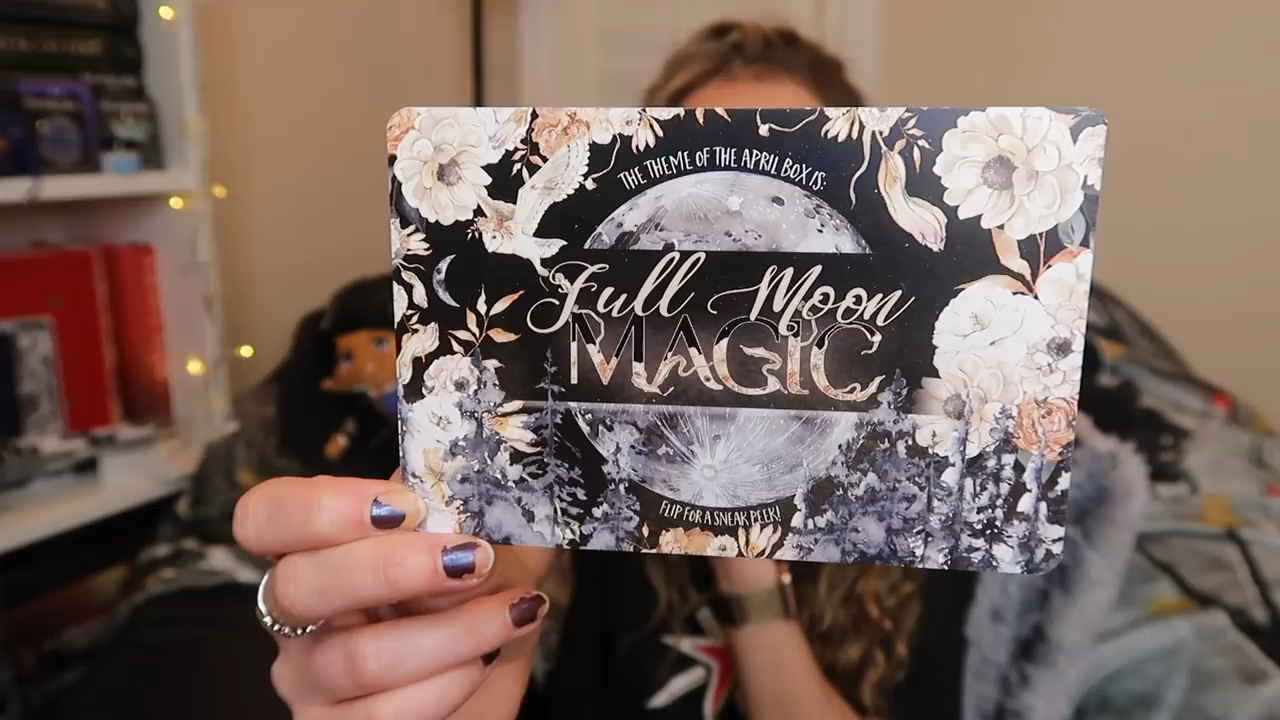 THE THEME OF THE APRIL BOX IS:
Full Moon
MAGIC
FLIP FOR A SNEAK PEEK!